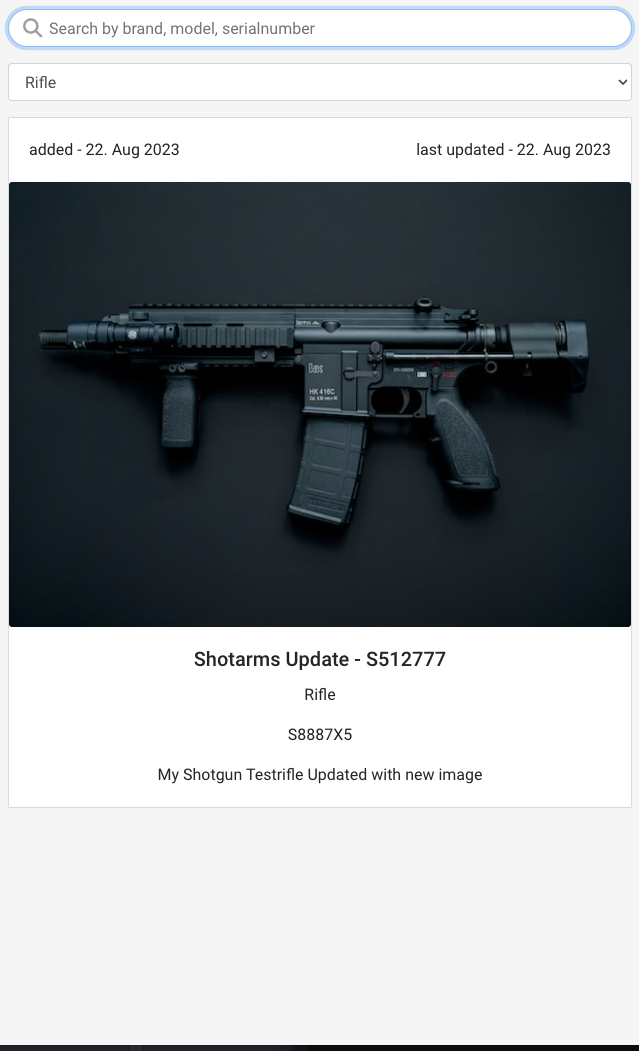 Search by brand, model, serialnumber
Rifle
added - 22. Aug 2023
last updated - 22. Aug 2023
HK 416C
Shotarms Update - S512777
Rifle
S8887X5
My Shotgun Testrifle Updated with new image